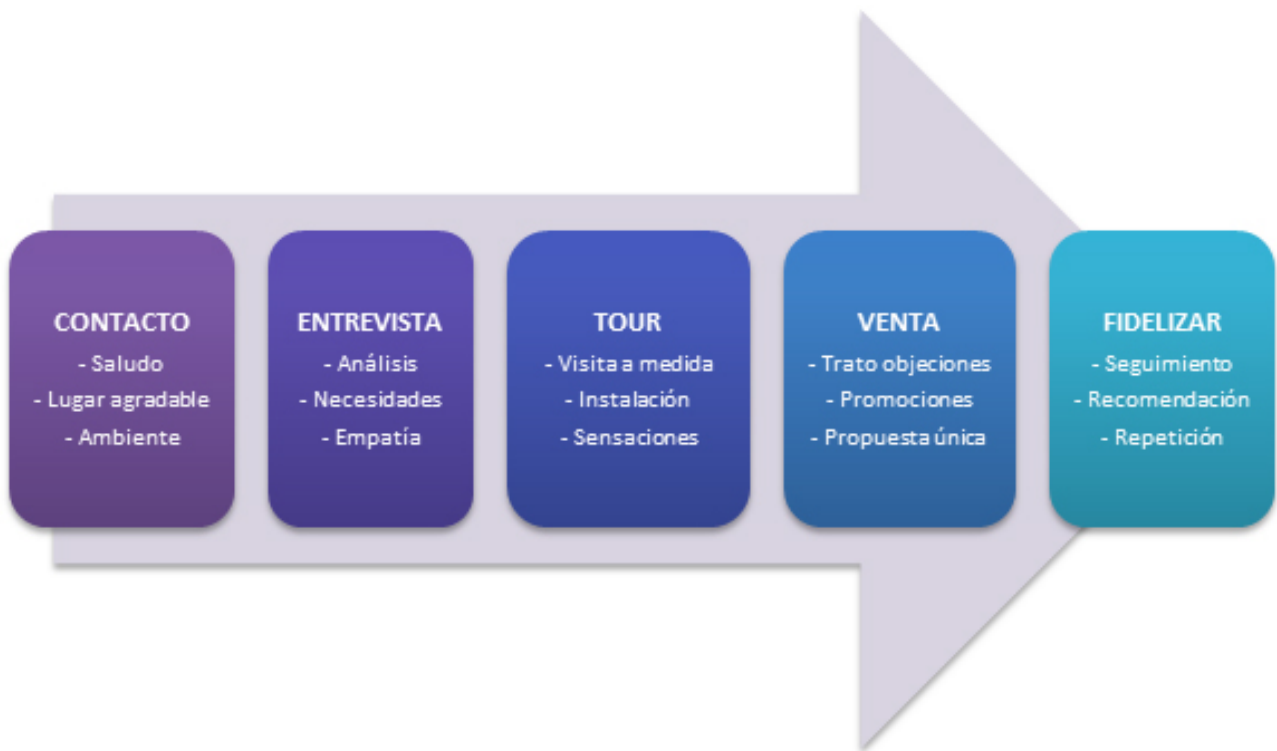 CONTACTO
- Saludo
- Lugar agradable
- Ambiente
ENTREVISTA
- Análisis
- Necesidades
- Empatía
TOUR
- Visita a medida
- Instalación
- Sensaciones
VENTA
- Trato objeciones
- Promociones
- Propuesta única
FIDELIZAR
- Seguimiento
- Recomendación
- Repetición